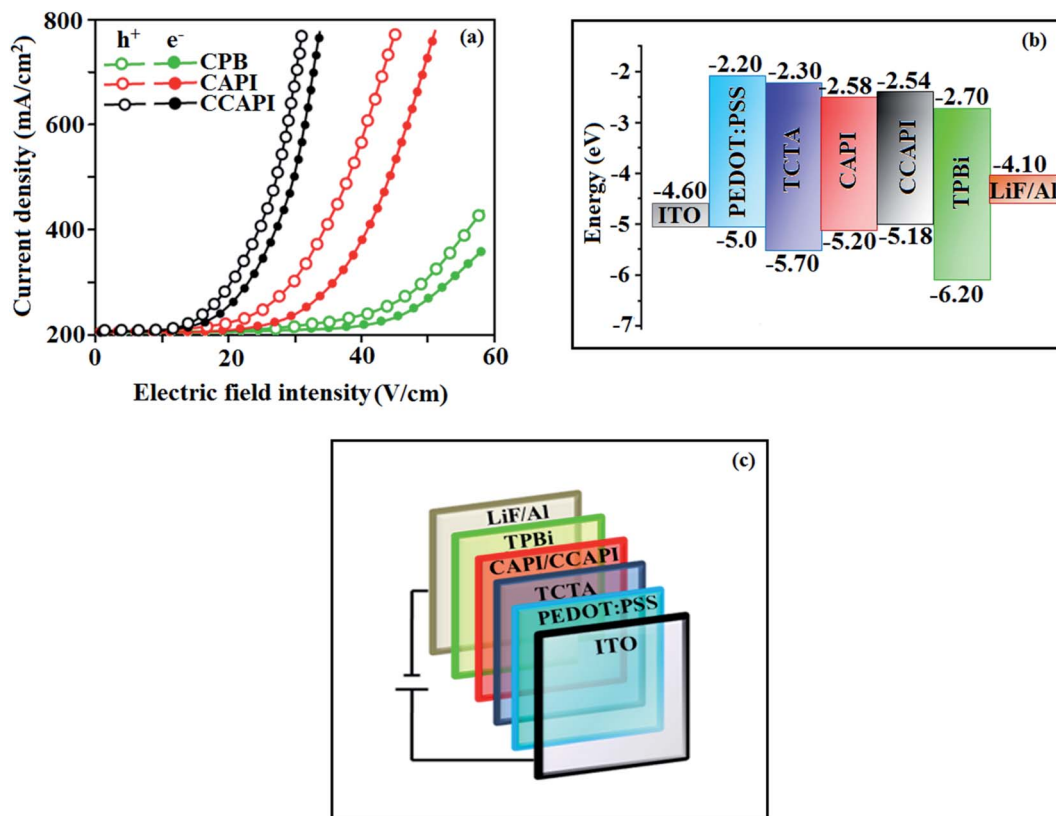 (a)
h⁺ e⁻
CPB
CAPI
CCAPI
800
600
400
200
0 20 40 60
Current density (mA/cm²)
Electric field intensity (V/cm)
(b)
Energy (eV)
-2
-3
-4
-5
-6
-7
-4.60
ITO
-2.20
PEDOT:PSS
-5.0
-2.30
TCTA
-5.70
-2.58
CAPI
-5.20
-2.54
CCAPI
-5.18
-2.70
TPBi
-6.20
-4.10
LiF/Al
(c)
LiF/Al
TPBi
CAPI/CCAPI
TCTA
PEDOT:PSS
ITO